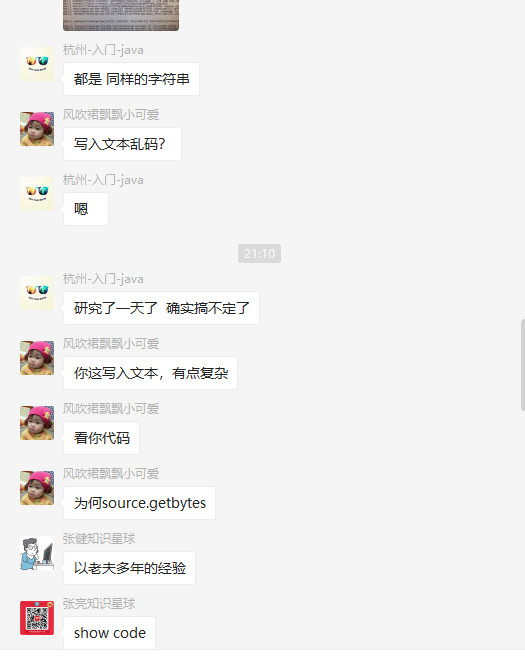 杭州-入门-java
都是 同样的字符串
风吹裙飘飘小可爱
写入文本乱码？
杭州-入门-java
嗯
21:10
杭州-入门-java
研究了一天了 确实搞不定了
风吹裙飘飘小可爱
你这写入文本，有点复杂
风吹裙飘飘小可爱
看你代码
风吹裙飘飘小可爱
为何source.getbytes
张健知识星球
以老夫多年的经验
张亮知识星球
show code